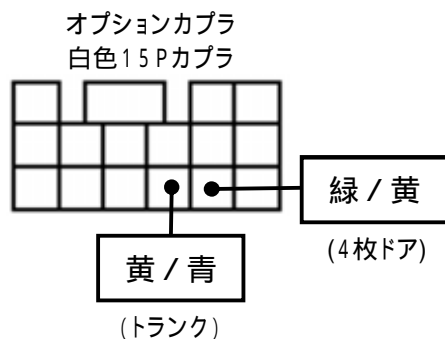 オプションカプラ
白色15Pカプラ
緑/黄
(4枚ドア)
黄/青
(トランク)